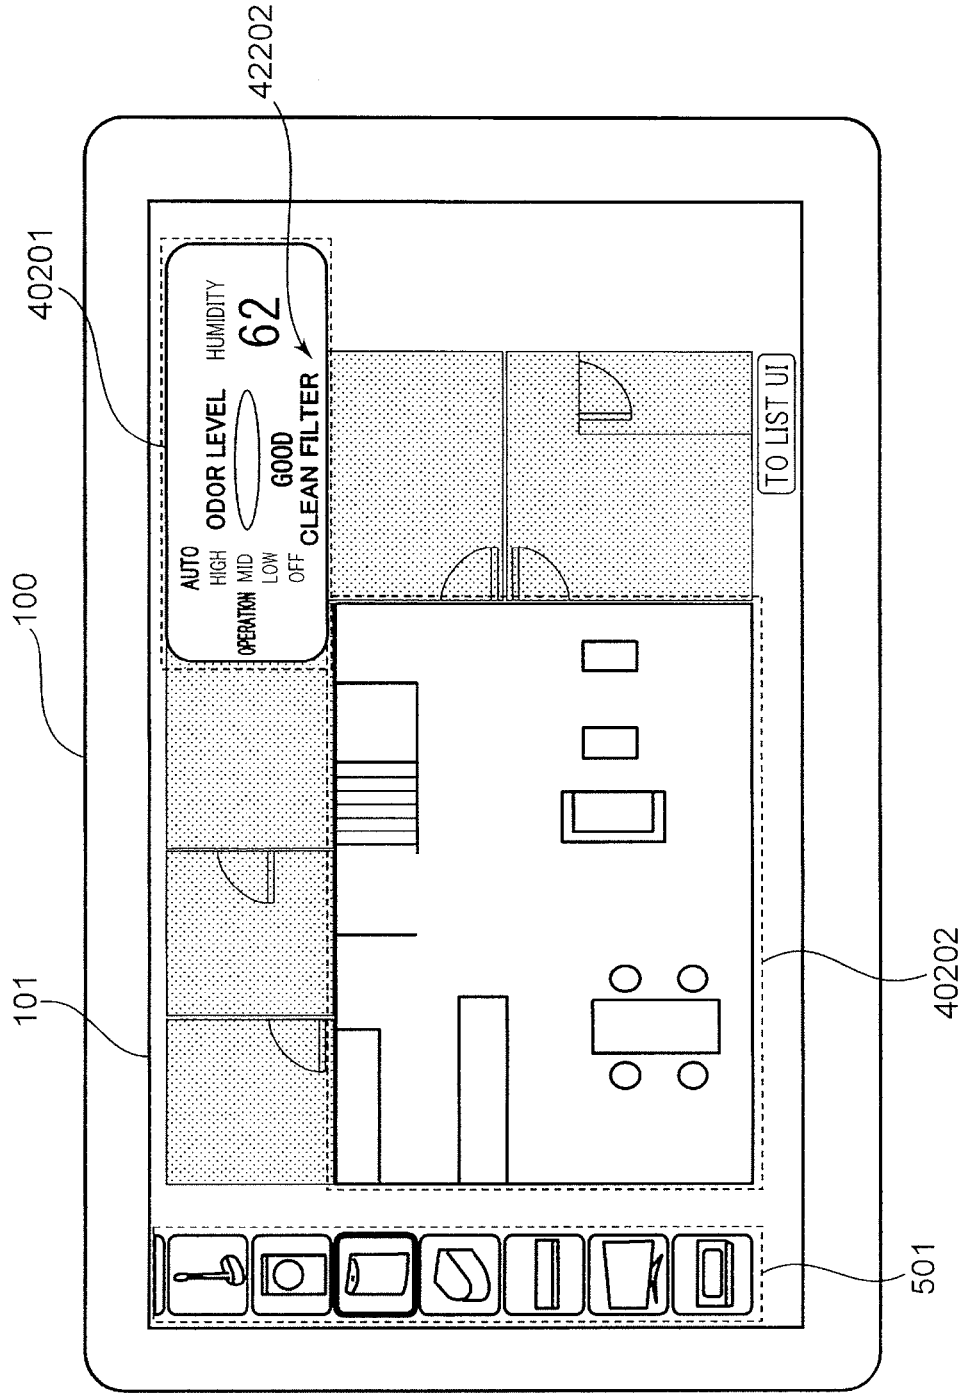 100
101
40201
42202
AUTO
HIGH
OPERATION MID
LOW
OFF
ODOR LEVEL
GOOD
CLEAN FILTER
HUMIDITY
62
TO LIST UI
501
40202